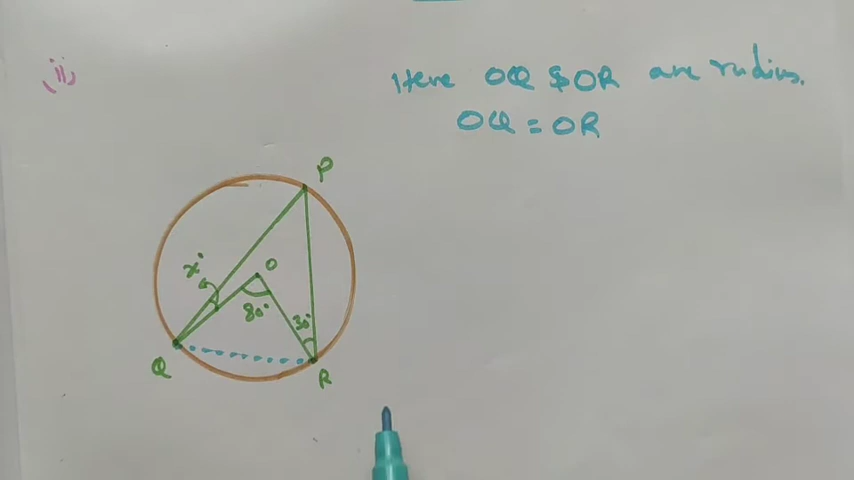 ii)
Here OQ & OR are radius.
OQ = OR
P
x°
O
80°
30°
Q
R